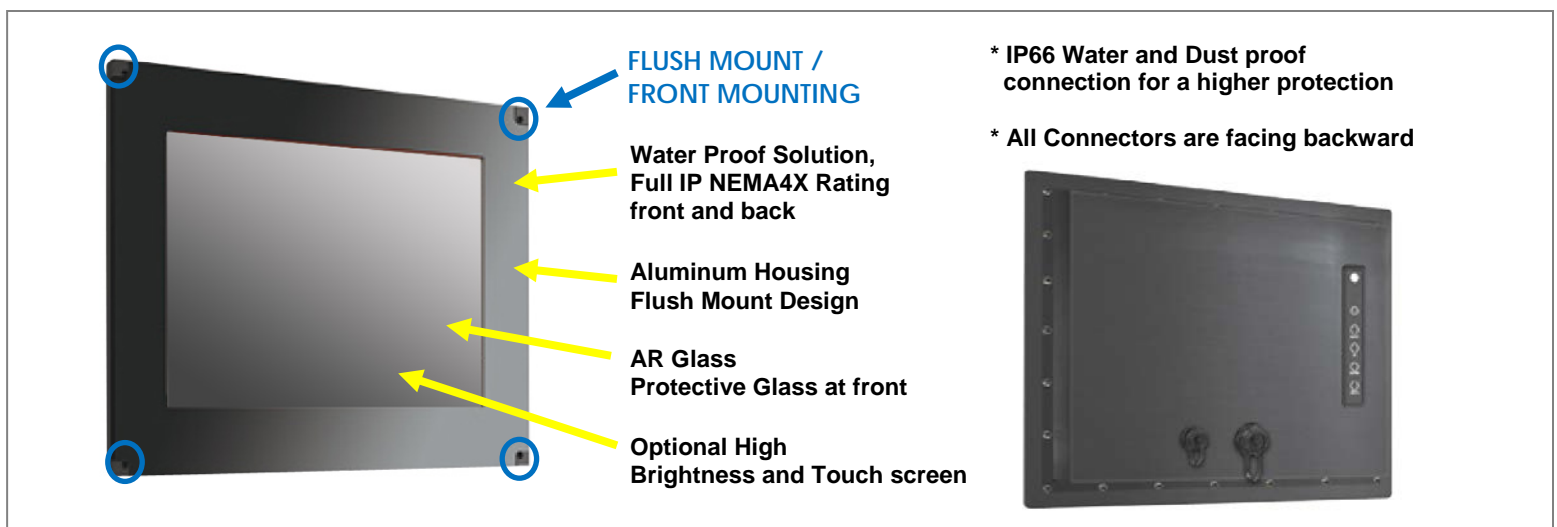 FLUSH MOUNT /
FRONT MOUNTING
Water Proof Solution,
Full IP NEMA4X Rating
front and back
Aluminum Housing
Flush Mount Design
AR Glass
Protective Glass at front
Optional High
Brightness and Touch screen
* IP66 Water and Dust proof
connection for a higher protection
* All Connectors are facing backward